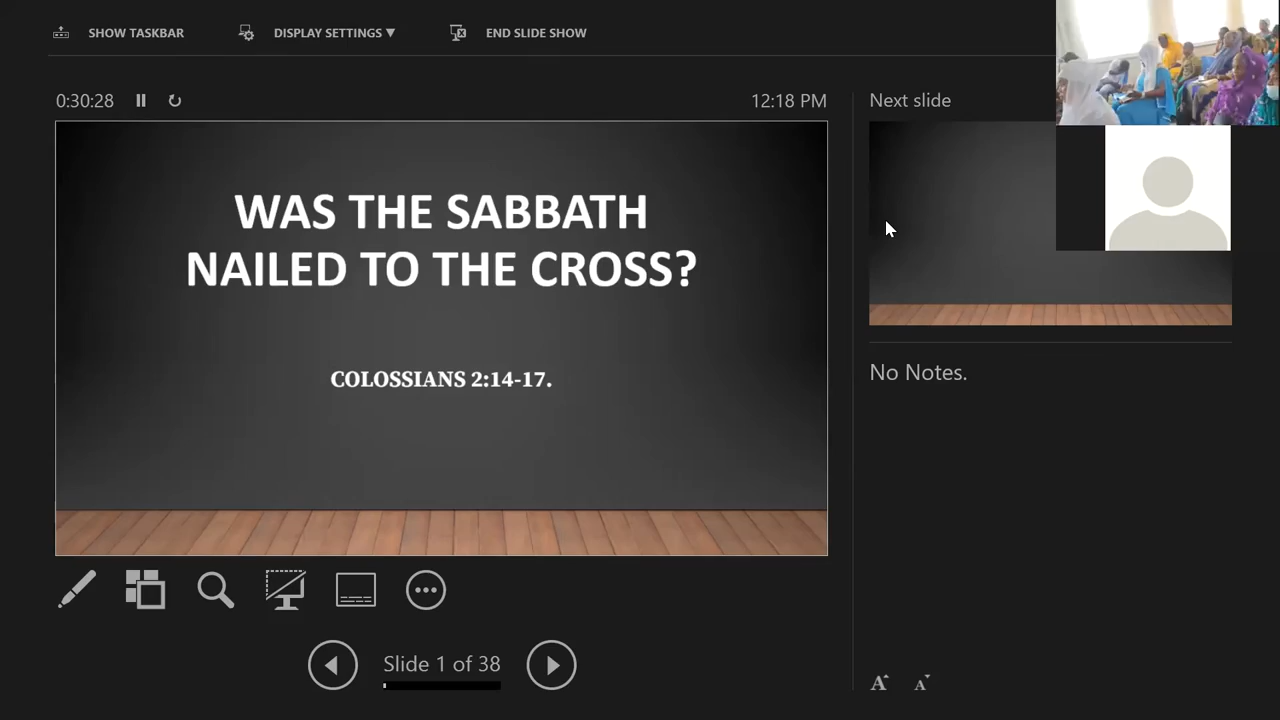 SHOW TASKBAR
DISPLAY SETTINGS ▼
END SLIDE SHOW
0:30:28
12:18 PM
Next slide
WAS THE SABBATH
NAILED TO THE CROSS?
COLOSSIANS 2:14-17.
No Notes.
Slide 1 of 38
A A